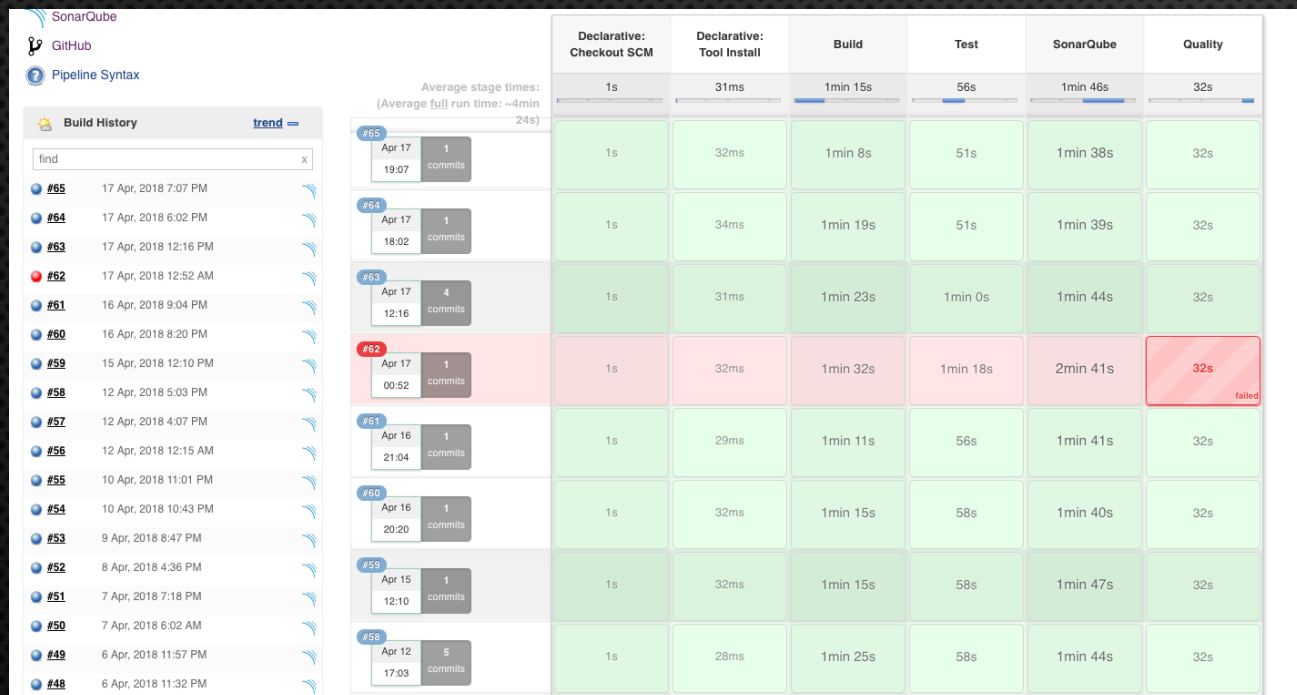 SonarQube
GitHub
Pipeline Syntax
Build History
trend
find
x
#65 17 Apr, 2018 7:07 PM
#64 17 Apr, 2018 6:02 PM
#63 17 Apr, 2018 12:16 PM
#62 17 Apr, 2018 12:52 AM
#61 16 Apr, 2018 9:04 PM
#60 16 Apr, 2018 8:20 PM
#59 15 Apr, 2018 12:10 PM
#58 12 Apr, 2018 5:03 PM
#57 12 Apr, 2018 4:07 PM
#56 12 Apr, 2018 12:15 AM
#55 10 Apr, 2018 11:01 PM
#54 10 Apr, 2018 10:43 PM
#53 9 Apr, 2018 8:47 PM
#52 8 Apr, 2018 4:36 PM
#51 7 Apr, 2018 7:18 PM
#50 7 Apr, 2018 6:02 AM
#49 6 Apr, 2018 11:57 PM
#48 6 Apr, 2018 11:32 PM
Declarative: Declarative: Build Test SonarQube Quality
Checkout SCM Tool Install
Average stage times: 1s 31ms 1min 15s 56s 1min 46s 32s
(Average full run time: ~4min
24s)
#65
Apr 17 1
19:07 commits
1s 32ms 1min 8s 51s 1min 38s 32s
#64
Apr 17 1
18:02 commits
1s 34ms 1min 19s 51s 1min 39s 32s
#63
Apr 17 4
12:16 commits
1s 31ms 1min 23s 1min 0s 1min 44s 32s
#62
Apr 17 1
00:52 commits
1s 32ms 1min 32s 1min 18s 2min 41s 32s
failed
#61
Apr 16 1
21:04 commits
1s 29ms 1min 11s 56s 1min 41s 32s
#60
Apr 16 1
20:20 commits
1s 32ms 1min 15s 58s 1min 40s 32s
#59
Apr 15 1
12:10 commits
1s 32ms 1min 15s 58s 1min 47s 32s
#58
Apr 12 5
17:03 commits
1s 28ms 1min 25s 58s 1min 44s 32s